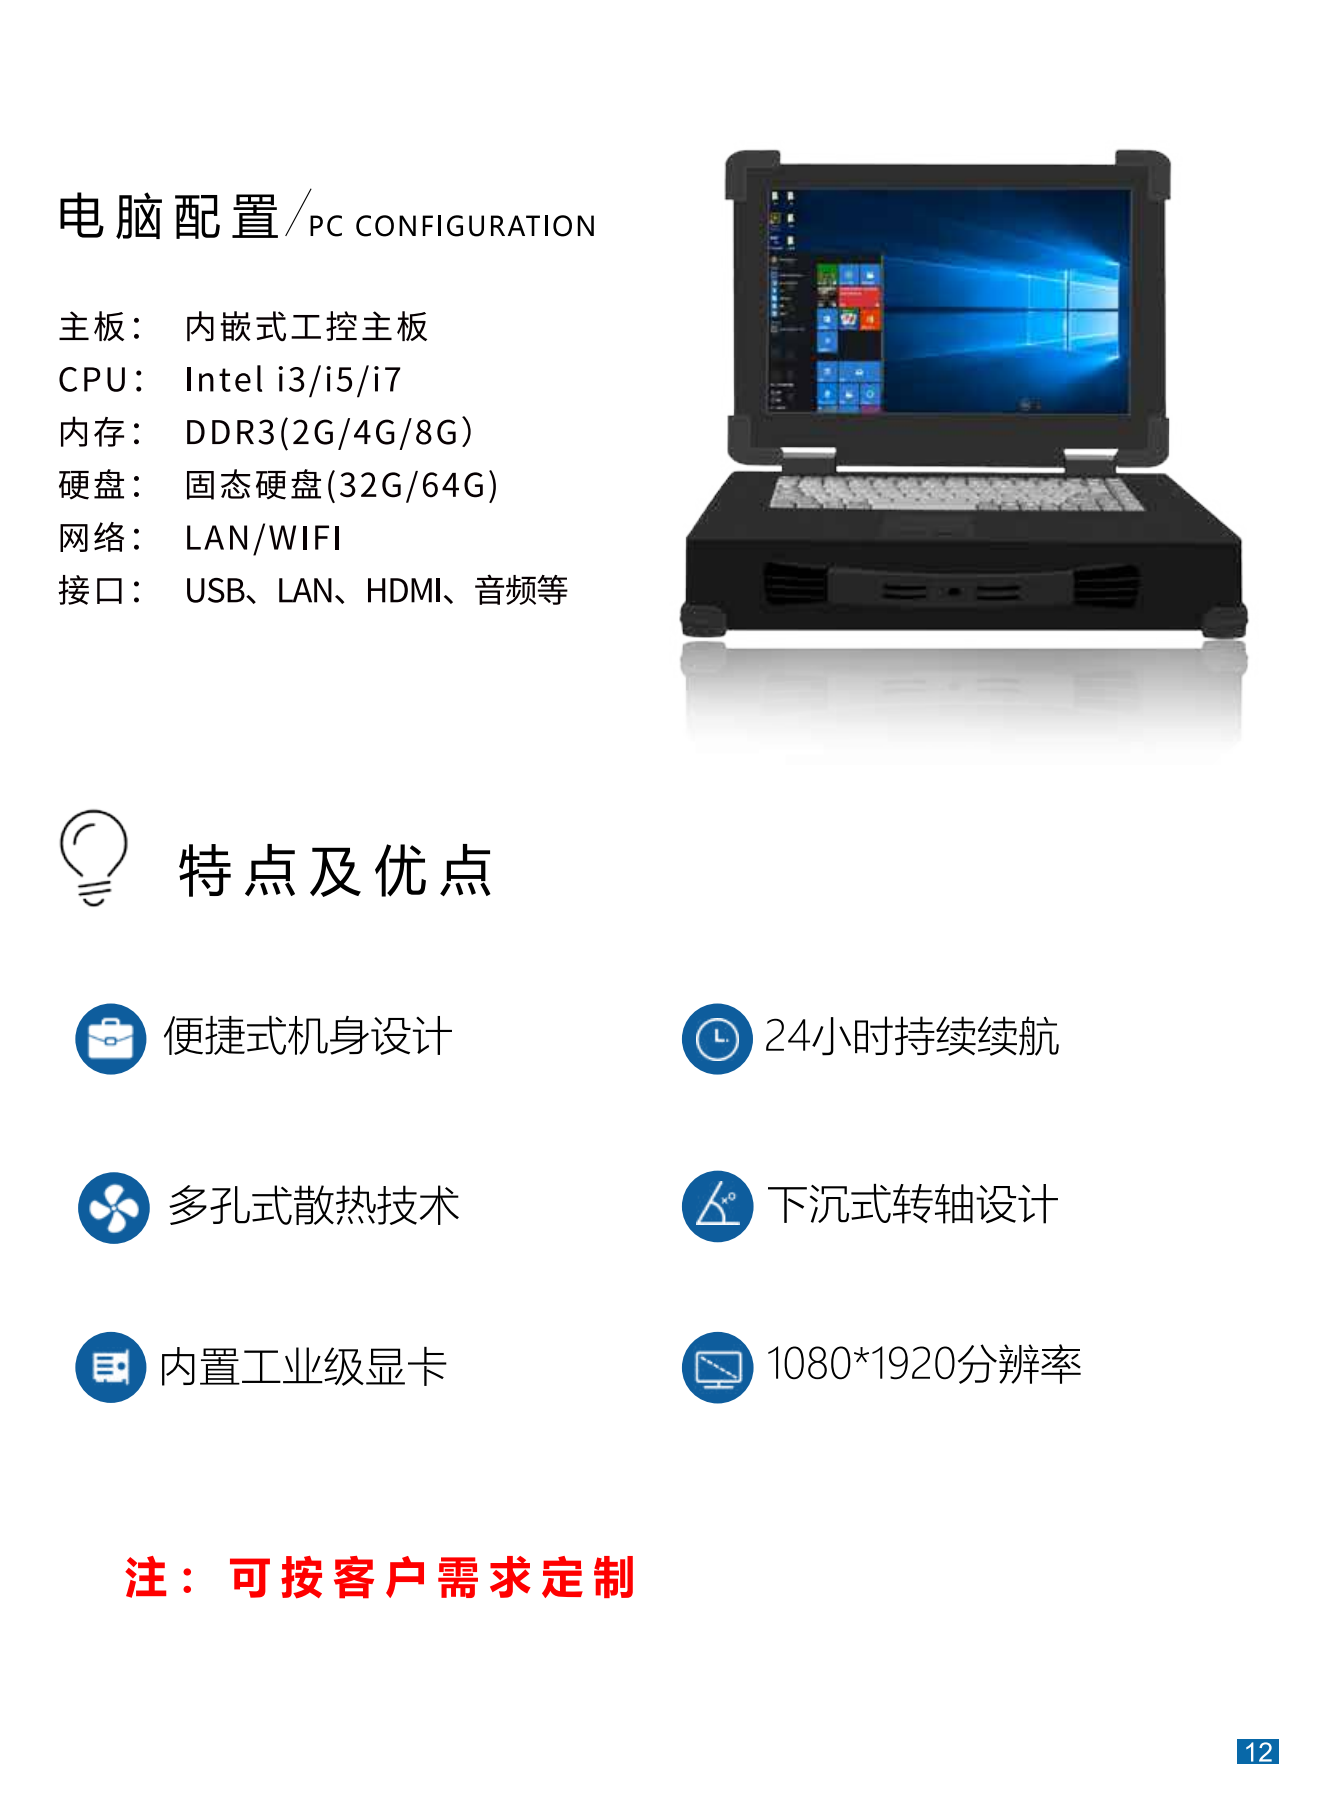 电脑配置/PC CONFIGURATION
主板： 内嵌式工控主板
CPU： Intel i3/i5/i7
内存： DDR3(2G/4G/8G）
硬盘： 固态硬盘(32G/64G)
网络： LAN/WIFI
接口： USB、LAN、HDMI、音频等
特点及优点
便捷式机身设计
24小时持续续航
多孔式散热技术
下沉式转轴设计
内置工业级显卡
1080*1920分辨率
注：可按客户需求定制
12